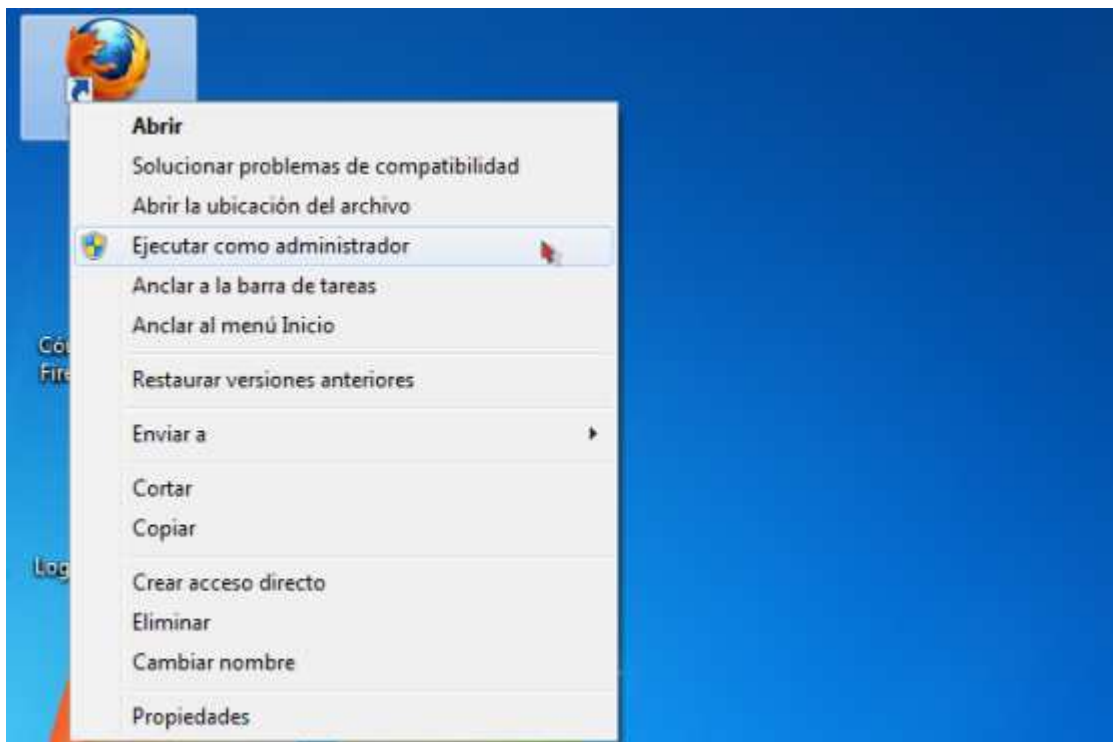 Abrir
Solucionar problemas de compatibilidad
Abrir la ubicación del archivo
Ejecutar como administrador
Anclar a la barra de tareas
Anclar al menú Inicio
Restaurar versiones anteriores
Enviar a
Cortar
Copiar
Crear acceso directo
Eliminar
Cambiar nombre
Propiedades